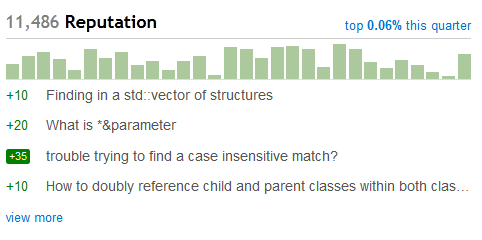 11,486 Reputation top 0.06% this quarter
+10 Finding in a std::vector of structures
+20 What is *&parameter
+35 trouble trying to find a case insensitive match?
+10 How to doubly reference child and parent classes within both clas...
view more